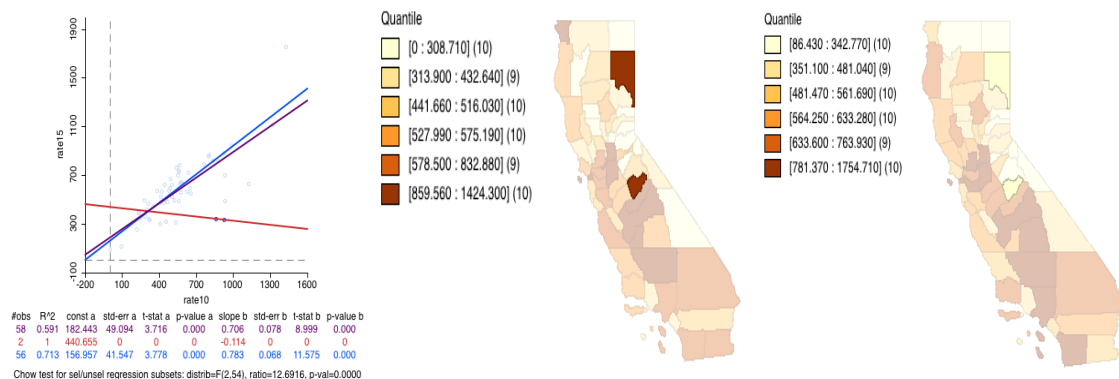 1900
1500
1100
700
300
-100
rate15
-200 100 400 700 1000 1300 1600
rate10
#obs R^2 const a std-err a t-stat a p-value a slope b std-err b t-stat b p-value b
58 0.591 182.443 49.094 3.716 0.000 0.706 0.078 8.999 0.000
2 1 440.655 0 0 0 -0.114 0 0 0
56 0.713 156.957 41.547 3.778 0.000 0.783 0.068 11.575 0.000
Chow test for sel/unsel regression subsets: distrib=F(2,54), ratio=12.6916, p-val=0.0000
Quantile
[0 : 308.710] (10)
[313.900 : 432.640] (9)
[441.660 : 516.030] (10)
[527.990 : 575.190] (10)
[578.500 : 832.880] (9)
[859.560 : 1424.300] (10)
Quantile
[86.430 : 342.770] (10)
[351.100 : 481.040] (9)
[481.470 : 561.690] (10)
[564.250 : 633.280] (10)
[633.600 : 763.930] (9)
[781.370 : 1754.710] (10)